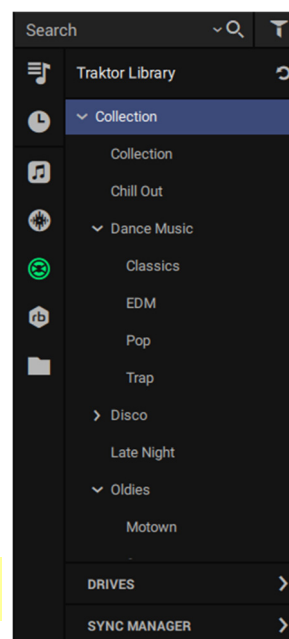 Search
Traktor Library
Collection
Collection
Chill Out
Dance Music
Classics
EDM
Pop
rb
Trap
Disco
Late Night
Oldies
Motown
DRIVES
SYNC MANAGER